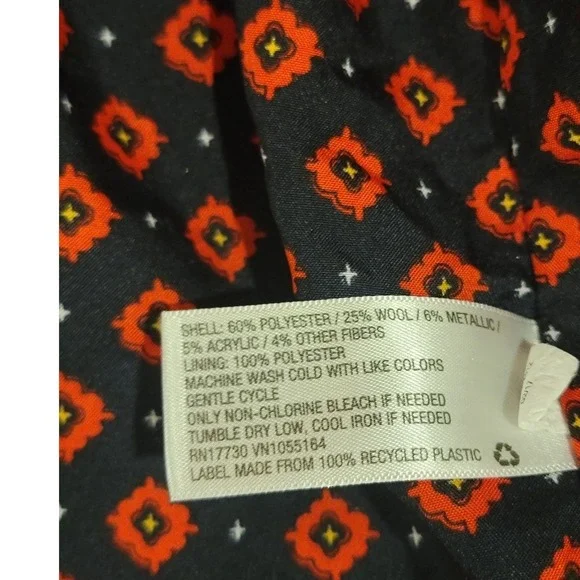 SHELL: 60% POLYESTER / 25% WOOL / 6% METALLIC /
5% ACRYLIC / 4% OTHER FIBERS
LINING: 100% POLYESTER
MACHINE WASH COLD WITH LIKE COLORS
GENTLE CYCLE
ONLY NON-CHLORINE BLEACH IF NEEDED
TUMBLE DRY LOW, COOL IRON IF NEEDED
RN17730 VN1055164
LABEL MADE FROM 100% RECYCLED PLASTIC